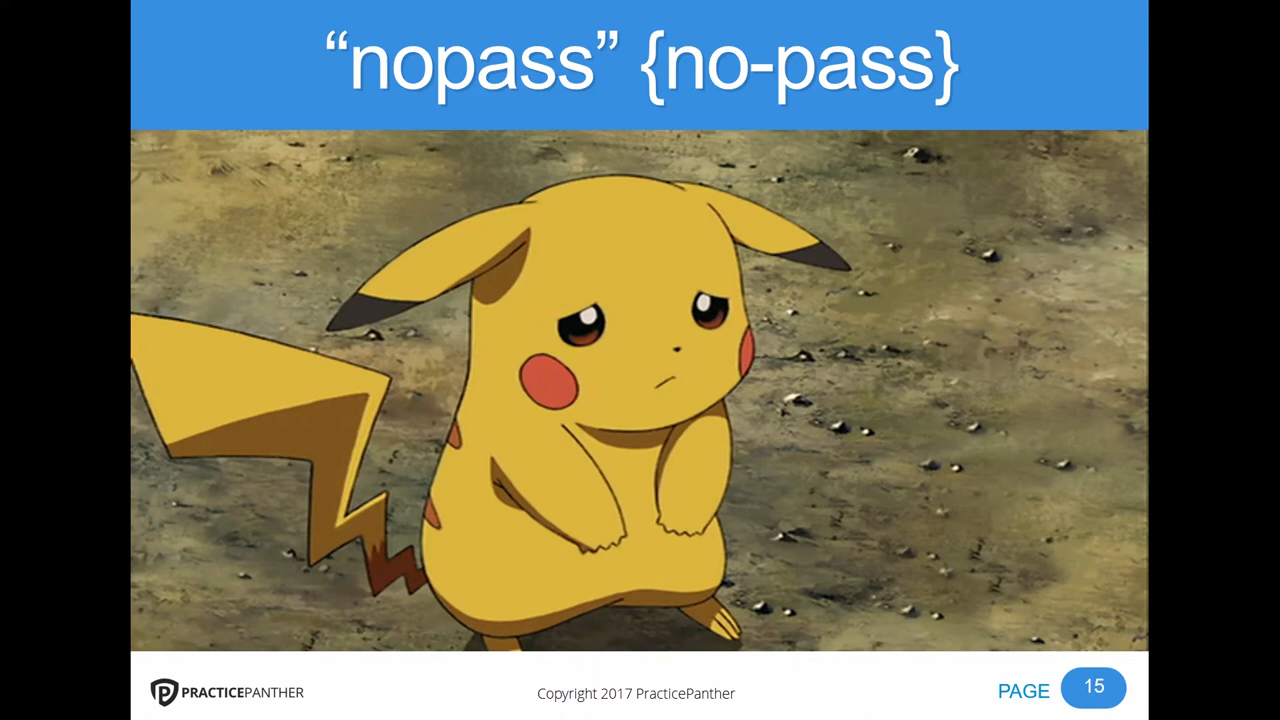 “nopass” {no-pass}
PRACTICEPANTHER
Copyright 2017 PracticePanther
PAGE 15